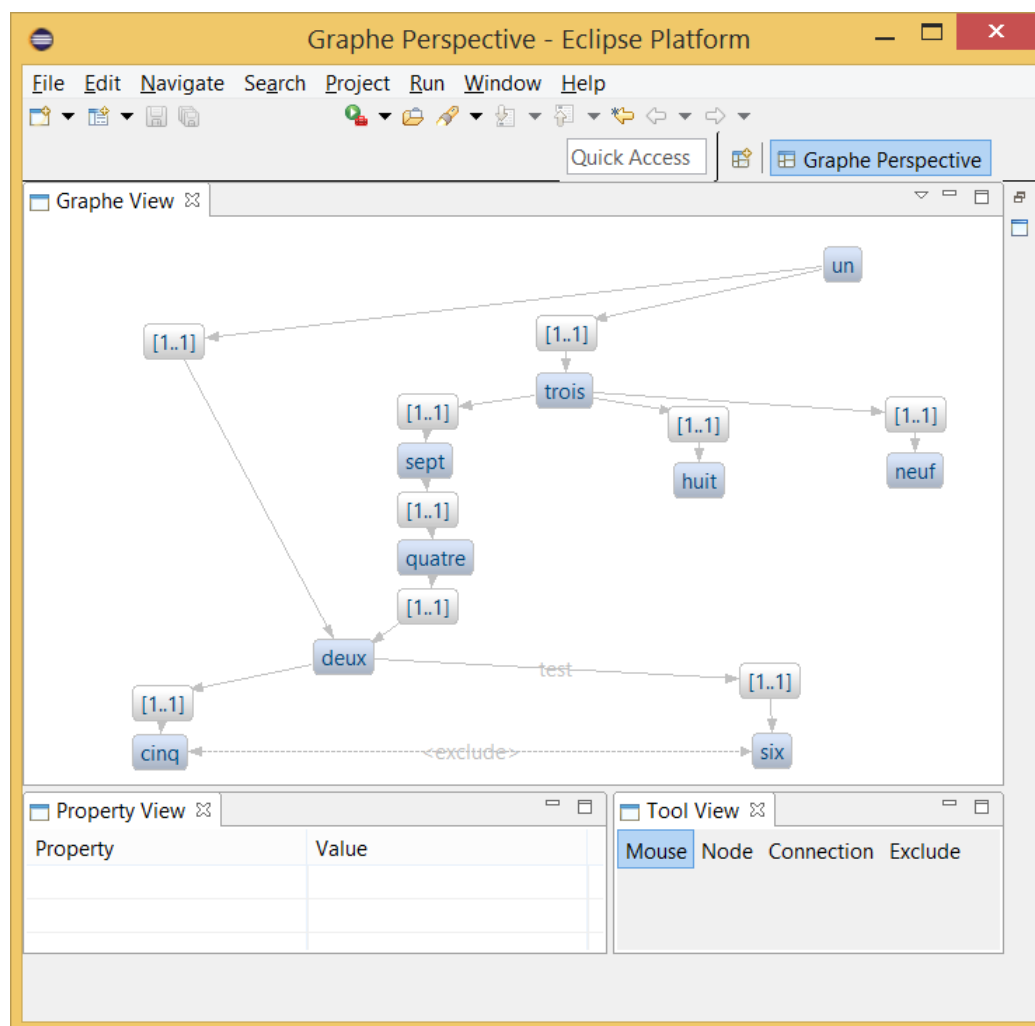 Graphe Perspective - Eclipse Platform
File Edit Navigate Search Project Run Window Help
Quick Access Graphe Perspective
Graphe View
un
[1..1] [1..1]
trois
[1..1] [1..1] [1..1]
sept huit neuf
[1..1]
quatre
[1..1]
deux test [1..1]
[1..1]
cinq <exclude> six
Property View Tool View
Property Value Mouse Node Connection Exclude